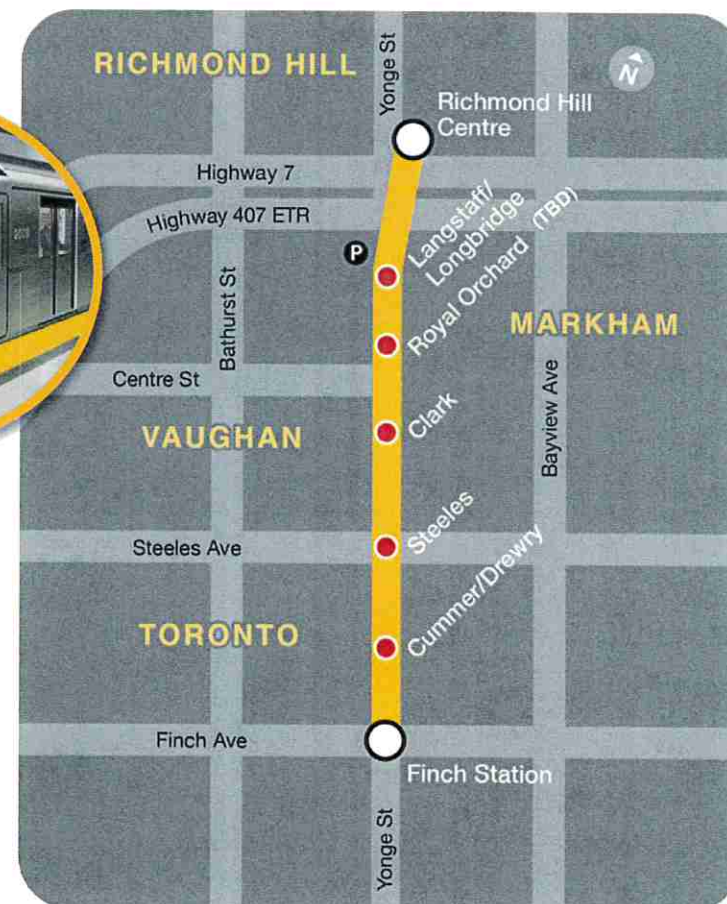 RICHMOND HILL
Yonge St
N
Richmond Hill
Centre
Highway 7
Highway 407 ETR
P
Langstaff/
Longbridge
Royal Orchard (TBD)
MARKHAM
Bathurst St
Centre St
Clark
VAUGHAN
Bayview Ave
Steeles
Steeles Ave
Cummer/Drewry
TORONTO
Finch Ave
Finch Station
Yonge St